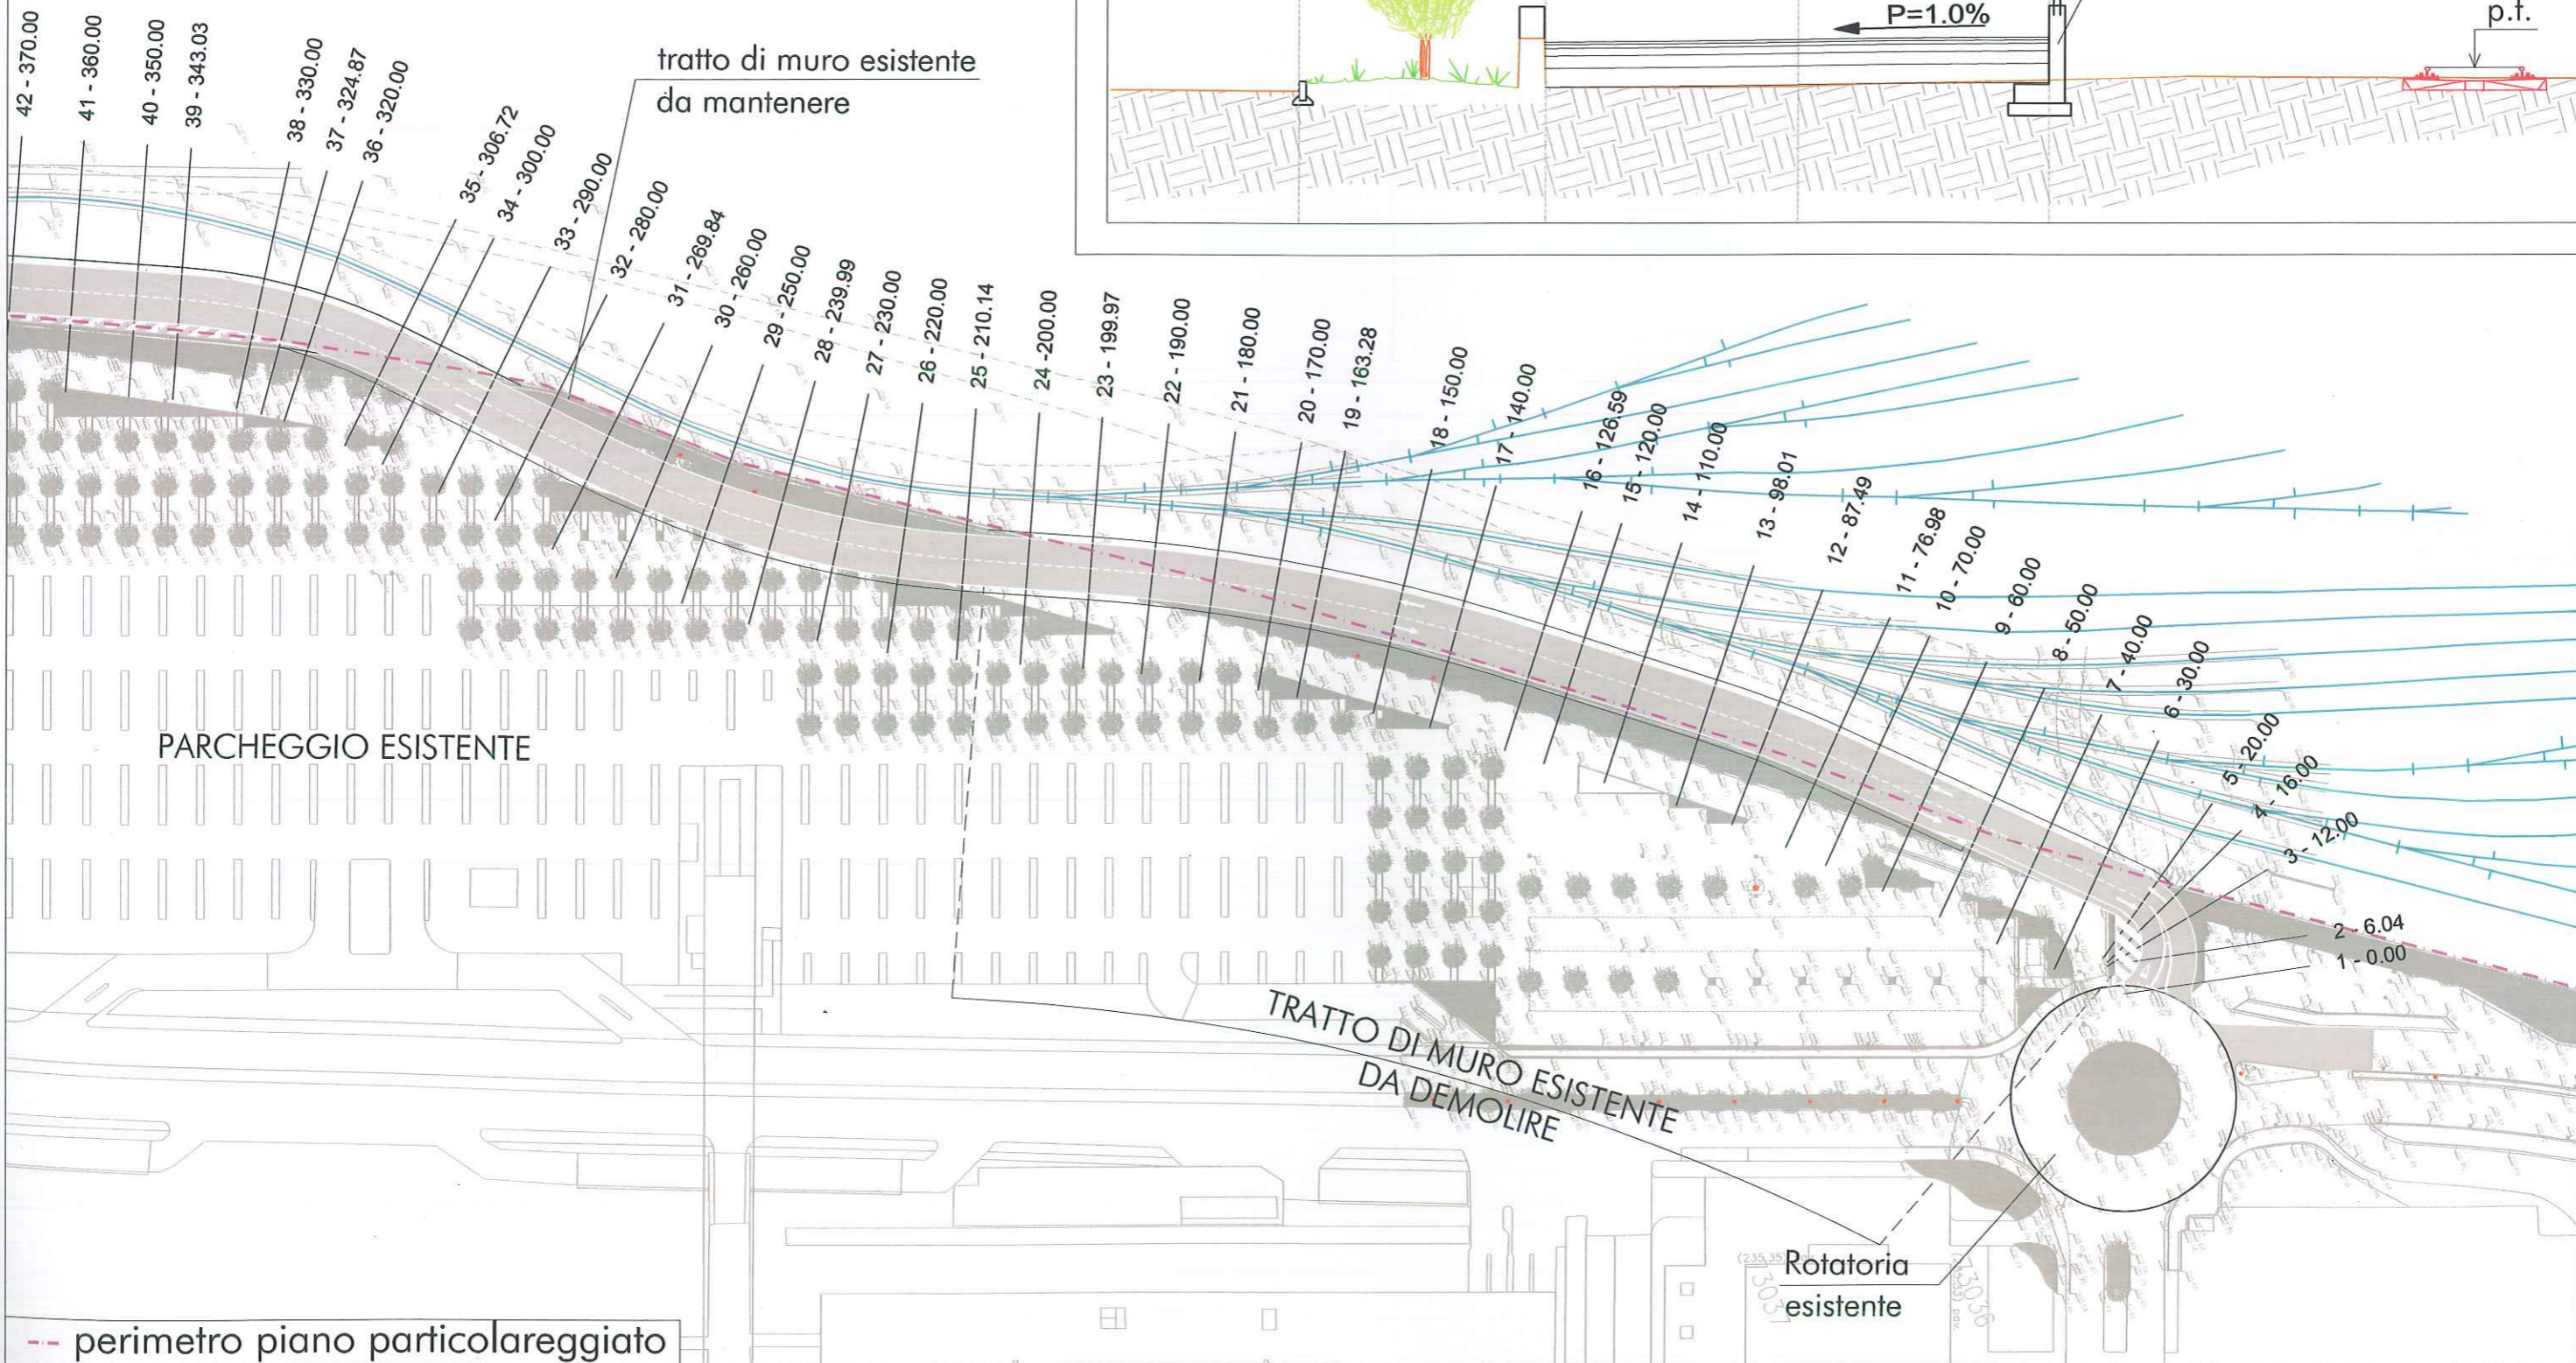 42 - 370.00
41 - 360.00
40 - 350.00
39 - 343.03
38 - 330.00
37 - 324.87
36 - 320.00
35 - 306.72
34 - 300.00
33 - 290.00
32 - 280.00
31 - 269.84
30 - 260.00
29 - 250.00
28 - 239.99
27 - 230.00
26 - 220.00
25 - 210.14
24 -200.00
23 - 199.97
22 - 190.00
21 - 180.00
20 - 170.00
19 - 163.28
18 - 150.00
17 - 140.00
16 - 126.59
15 - 120.00
14 - 110.00
13 - 98.01
12 - 87.49
11 - 76.98
10 - 70.00
9 - 60.00
8 - 50.00
7 - 40.00
6 - 30.00
5 - 20.00
4 - 16.00
3 - 12.00
2 - 6.04
1 - 0.00
tratto di muro esistente
da mantenere
P=1.0%
p.f.
PARCHEGGIO ESISTENTE
TRATTO DI MURO ESISTENTE
DA DEMOLIRE
Rotatoria
esistente
perimetro piano particolareggiato